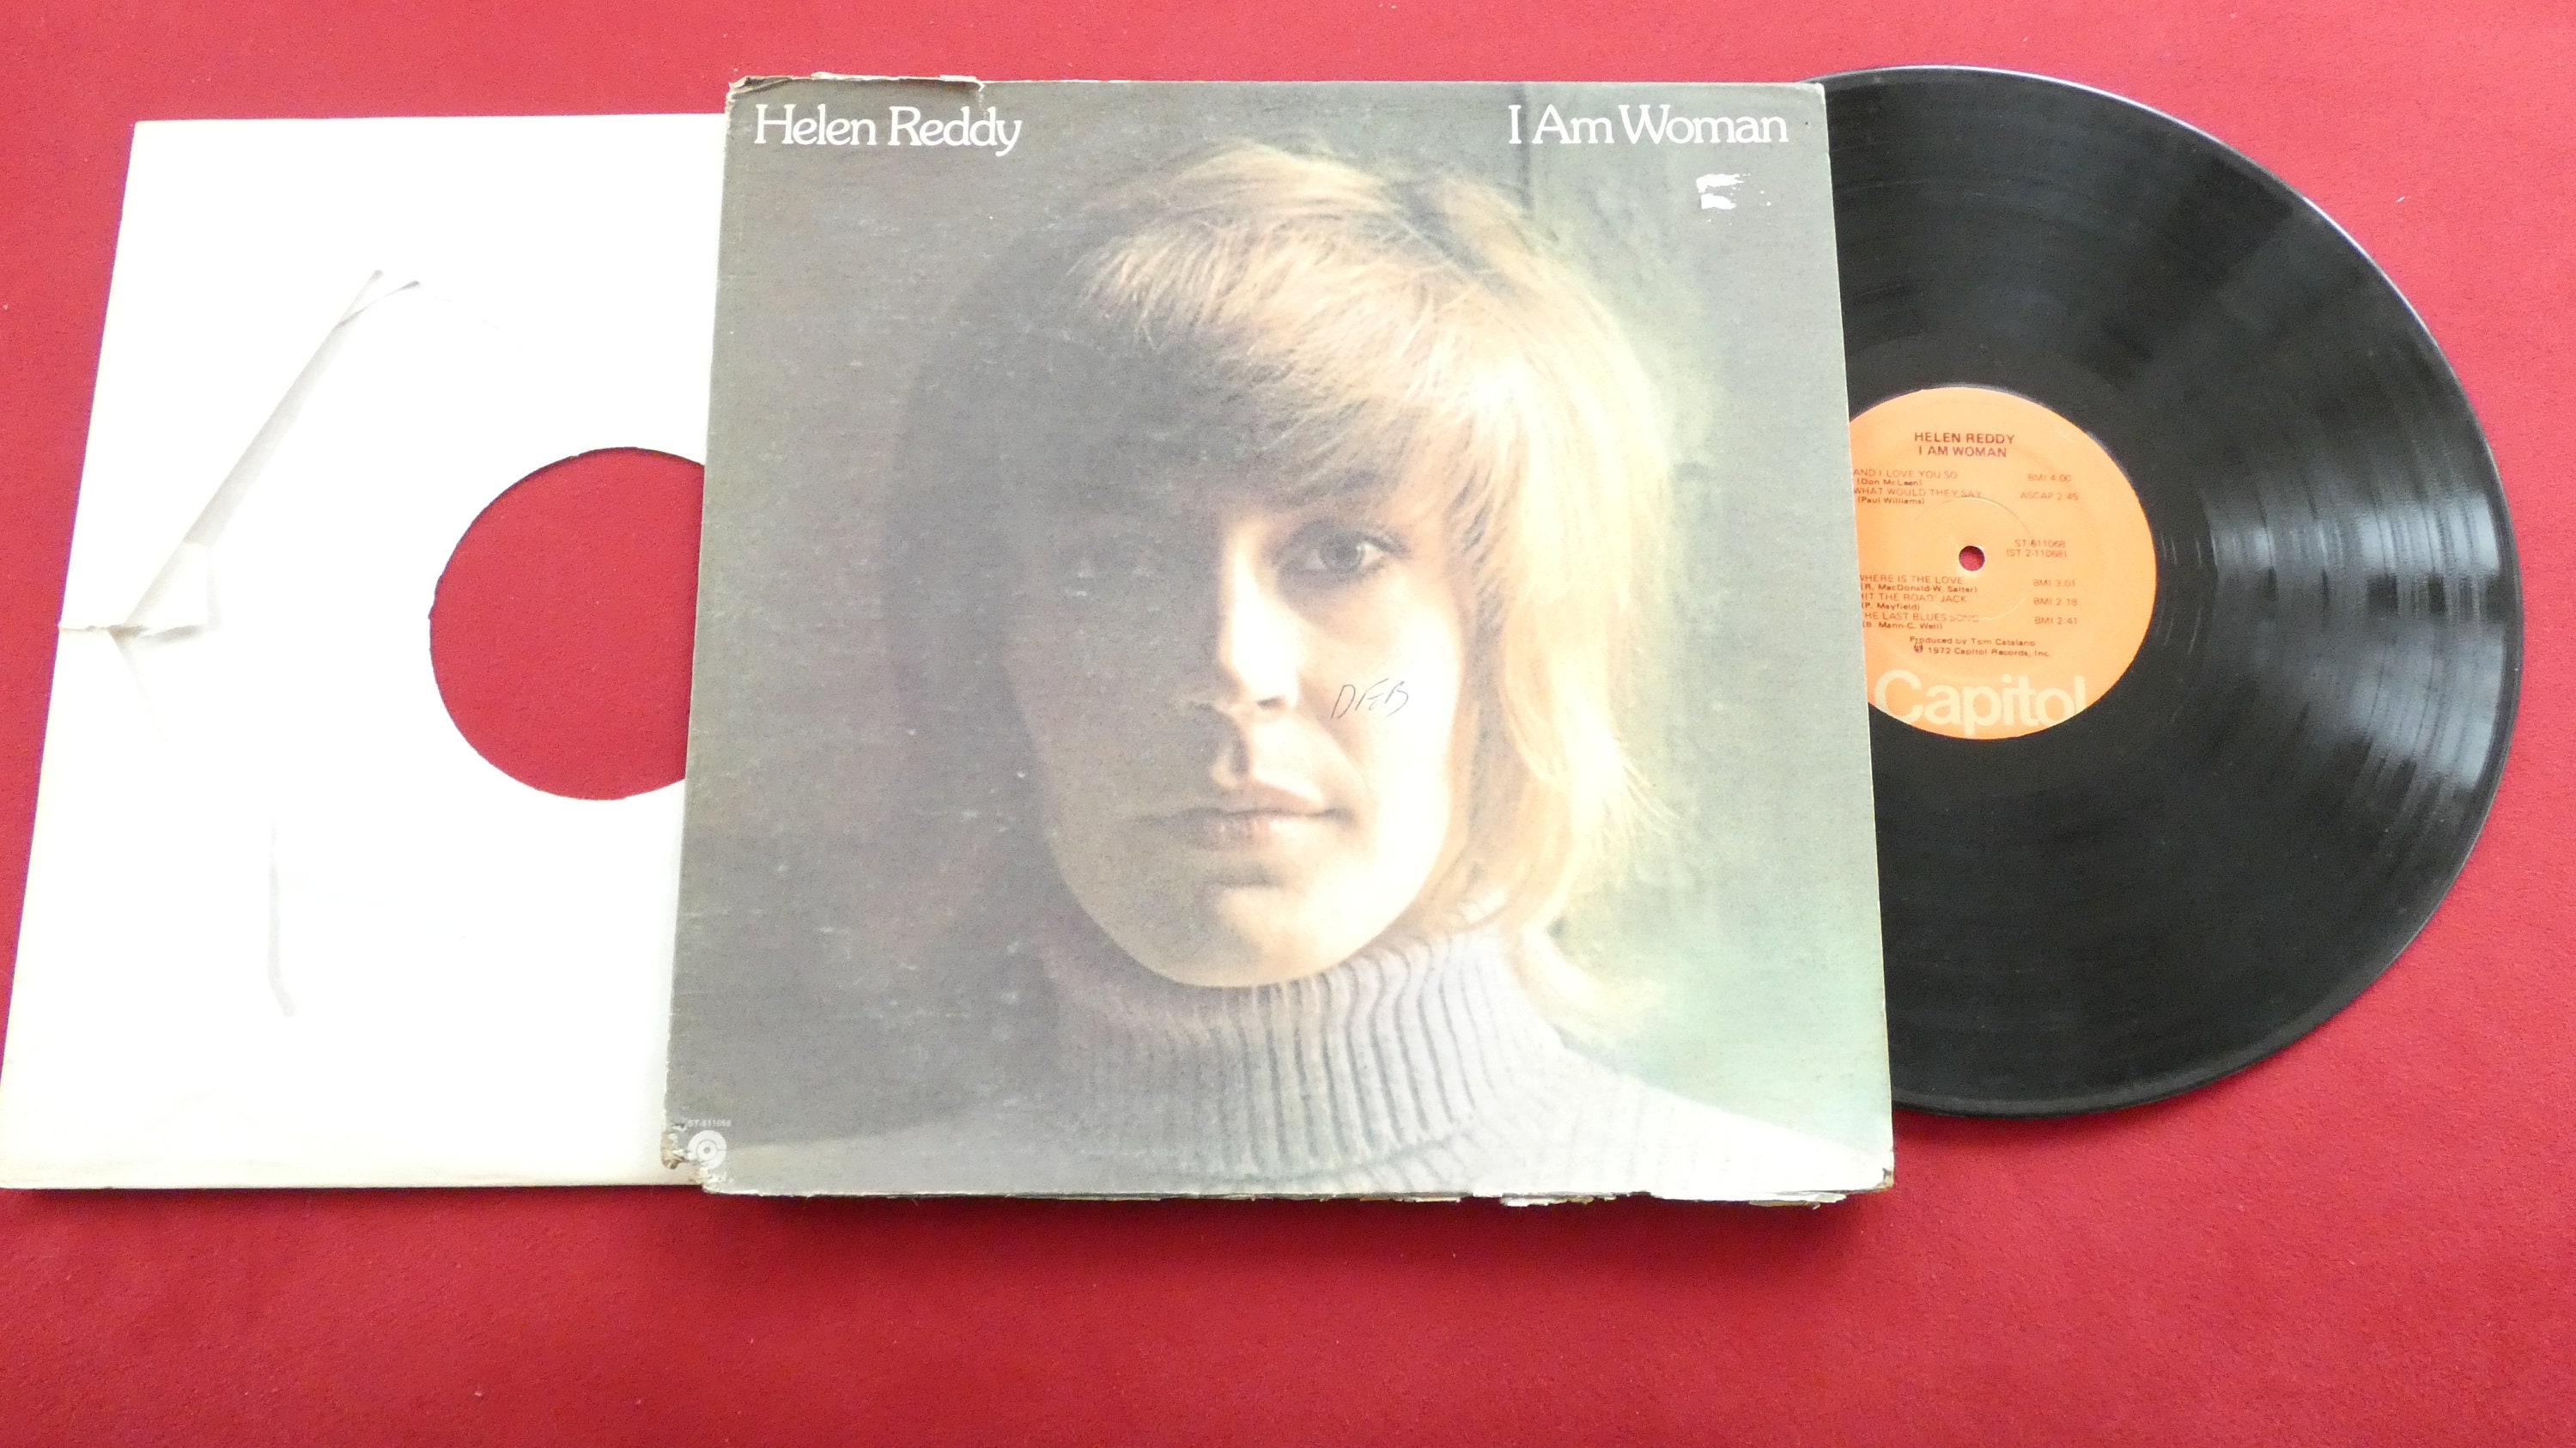 Helen Reddy
I Am Woman
DEB
ST-611068
HELEN REDDY
I AM WOMAN
AND I LOVE YOU SO BMI 4:00
(Don McLean)
WHAT WOULD THEY SAY ASCAP 2:45
(Paul Williams)
ST-611068
(ST 2-11068)
WHERE IS THE LOVE BMI 3:01
(R. MacDonald-W. Salter)
HIT THE ROAD JACK BMI 2:18
(P. Mayfield)
THE LAST BLUES SONG BMI 2:41
(B. Mann-C. Weil)
Produced by Tom Catalano
℗ 1972 Capitol Records, Inc.
Capitol